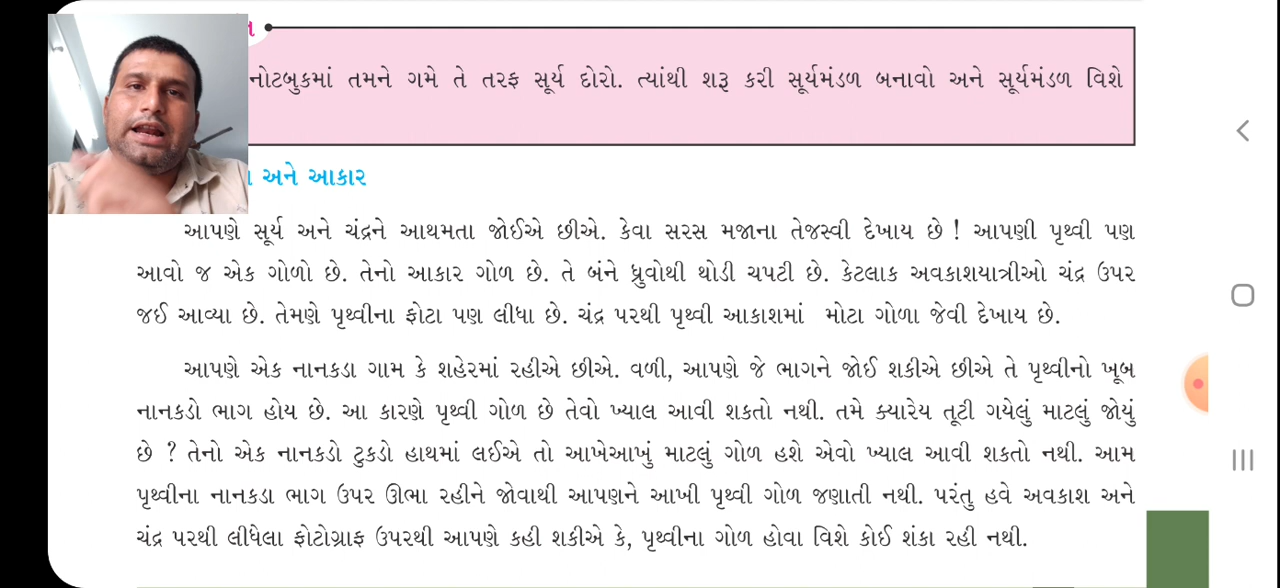 ત
નોટબુકમાં તમને ગમે તે તરફ સૂર્ય દોરો. ત્યાંથી શરૂ કરી સૂર્યમંડળ બનાવો અને સૂર્યમંડળ વિશે
અને આકાર
આપણે સૂર્ય અને ચંદ્રને આથમતા જોઈએ છીએ. કેવા સરસ મજાના તેજસ્વી દેખાય છે ! આપણી પૃથ્વી પણ
આવો જ એક ગોળો છે. તેનો આકાર ગોળ છે. તે બંને ધ્રુવોથી થોડી ચપટી છે. કેટલાક અવકાશયાત્રીઓ ચંદ્ર ઉપર
જઈ આવ્યા છે. તેમણે પૃથ્વીના ફોટા પણ લીધા છે. ચંદ્ર પરથી પૃથ્વી આકાશમાં મોટા ગોળા જેવી દેખાય છે.
આપણે એક નાનકડા ગામ કે શહેરમાં રહીએ છીએ. વળી, આપણે જે ભાગને જોઈ શકીએ છીએ તે પૃથ્વીનો ખૂબ
નાનકડો ભાગ હોય છે. આ કારણે પૃથ્વી ગોળ છે તેવો ખ્યાલ આવી શકતો નથી. તમે ક્યારેય તૂટી ગયેલું માટલું જોયું
છે ? તેનો એક નાનકડો ટુકડો હાથમાં લઈએ તો આખેઆખું માટલું ગોળ હશે એવો ખ્યાલ આવી શકતો નથી. આમ
પૃથ્વીના નાનકડા ભાગ ઉપર ઊભા રહીને જોવાથી આપણને આખી પૃથ્વી ગોળ જણાતી નથી. પરંતુ હવે અવકાશ અને
ચંદ્ર પરથી લીધેલા ફોટોગ્રાફ ઉપરથી આપણે કહી શકીએ કે, પૃથ્વીના ગોળ હોવા વિશે કોઈ શંકા રહી નથી.